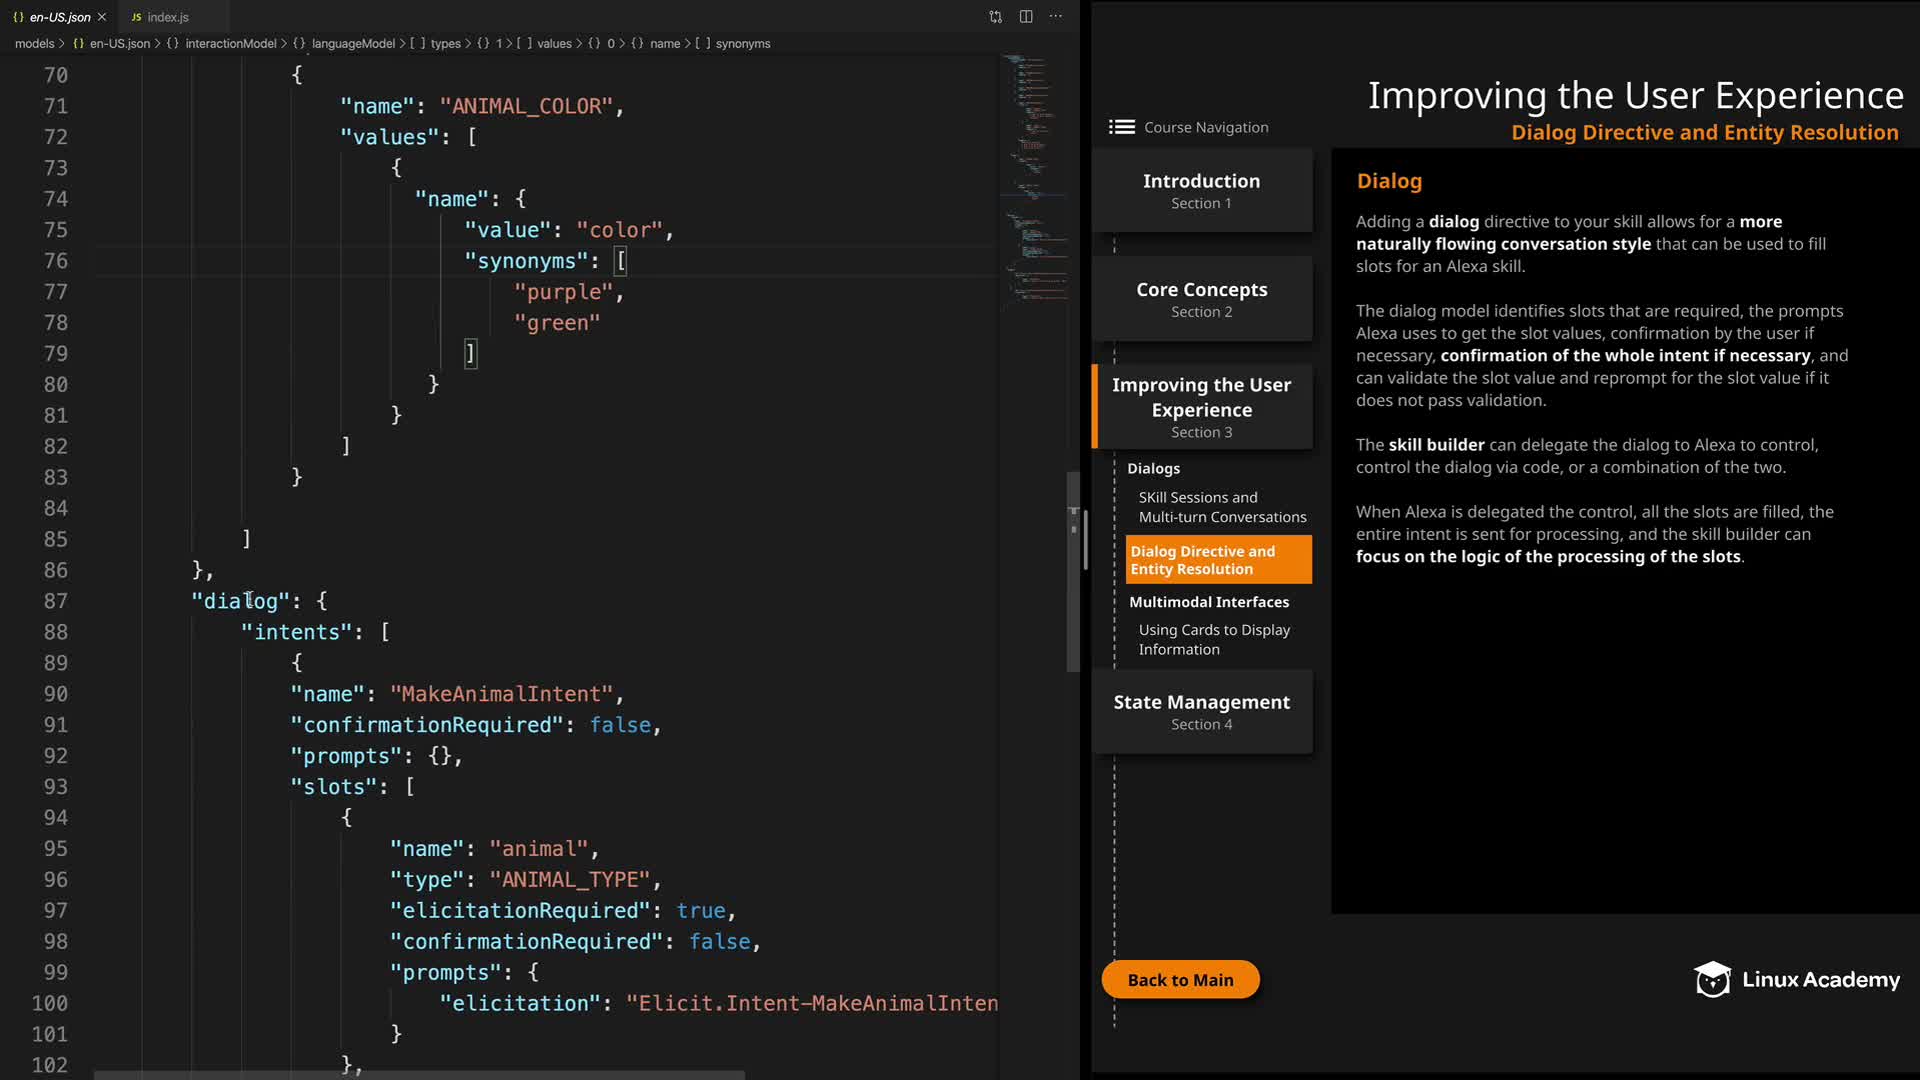 en-US.json
JS index.js
models > {} en-US.json > {} interactionModel > {} languageModel > [ ] types > {} 1 > [ ] values > {} 0 > {} name > [ ] synonyms
70 {
71 "name": "ANIMAL_COLOR",
72 "values": [
73 {
74 "name": {
75 "value": "color",
76 "synonyms": [
77 "purple",
78 "green"
79 ]
80 }
81 }
82 ]
83 }
84
85 ]
86 },
87 "dialog": {
88 "intents": [
89 {
90 "name": "MakeAnimalIntent",
91 "confirmationRequired": false,
92 "prompts": {},
93 "slots": [
94 {
95 "name": "animal",
96 "type": "ANIMAL_TYPE",
97 "elicitationRequired": true,
98 "confirmationRequired": false,
99 "prompts": {
100 "elicitation": "Elicit.Intent-MakeAnimalInten
101 }
102 },
Improving the User Experience
Dialog Directive and Entity Resolution
Course Navigation
Introduction
Section 1
Core Concepts
Section 2
Improving the User
Experience
Section 3
Dialogs
SKill Sessions and
Multi-turn Conversations
Dialog Directive and
Entity Resolution
Multimodal Interfaces
Using Cards to Display
Information
State Management
Section 4
Back to Main
Dialog
Adding a dialog directive to your skill allows for a more
naturally flowing conversation style that can be used to fill
slots for an Alexa skill.
The dialog model identifies slots that are required, the prompts
Alexa uses to get the slot values, confirmation by the user if
necessary, confirmation of the whole intent if necessary, and
can validate the slot value and reprompt for the slot value if it
does not pass validation.
The skill builder can delegate the dialog to Alexa to control,
control the dialog via code, or a combination of the two.
When Alexa is delegated the control, all the slots are filled, the
entire intent is sent for processing, and the skill builder can
focus on the logic of the processing of the slots.
Linux Academy